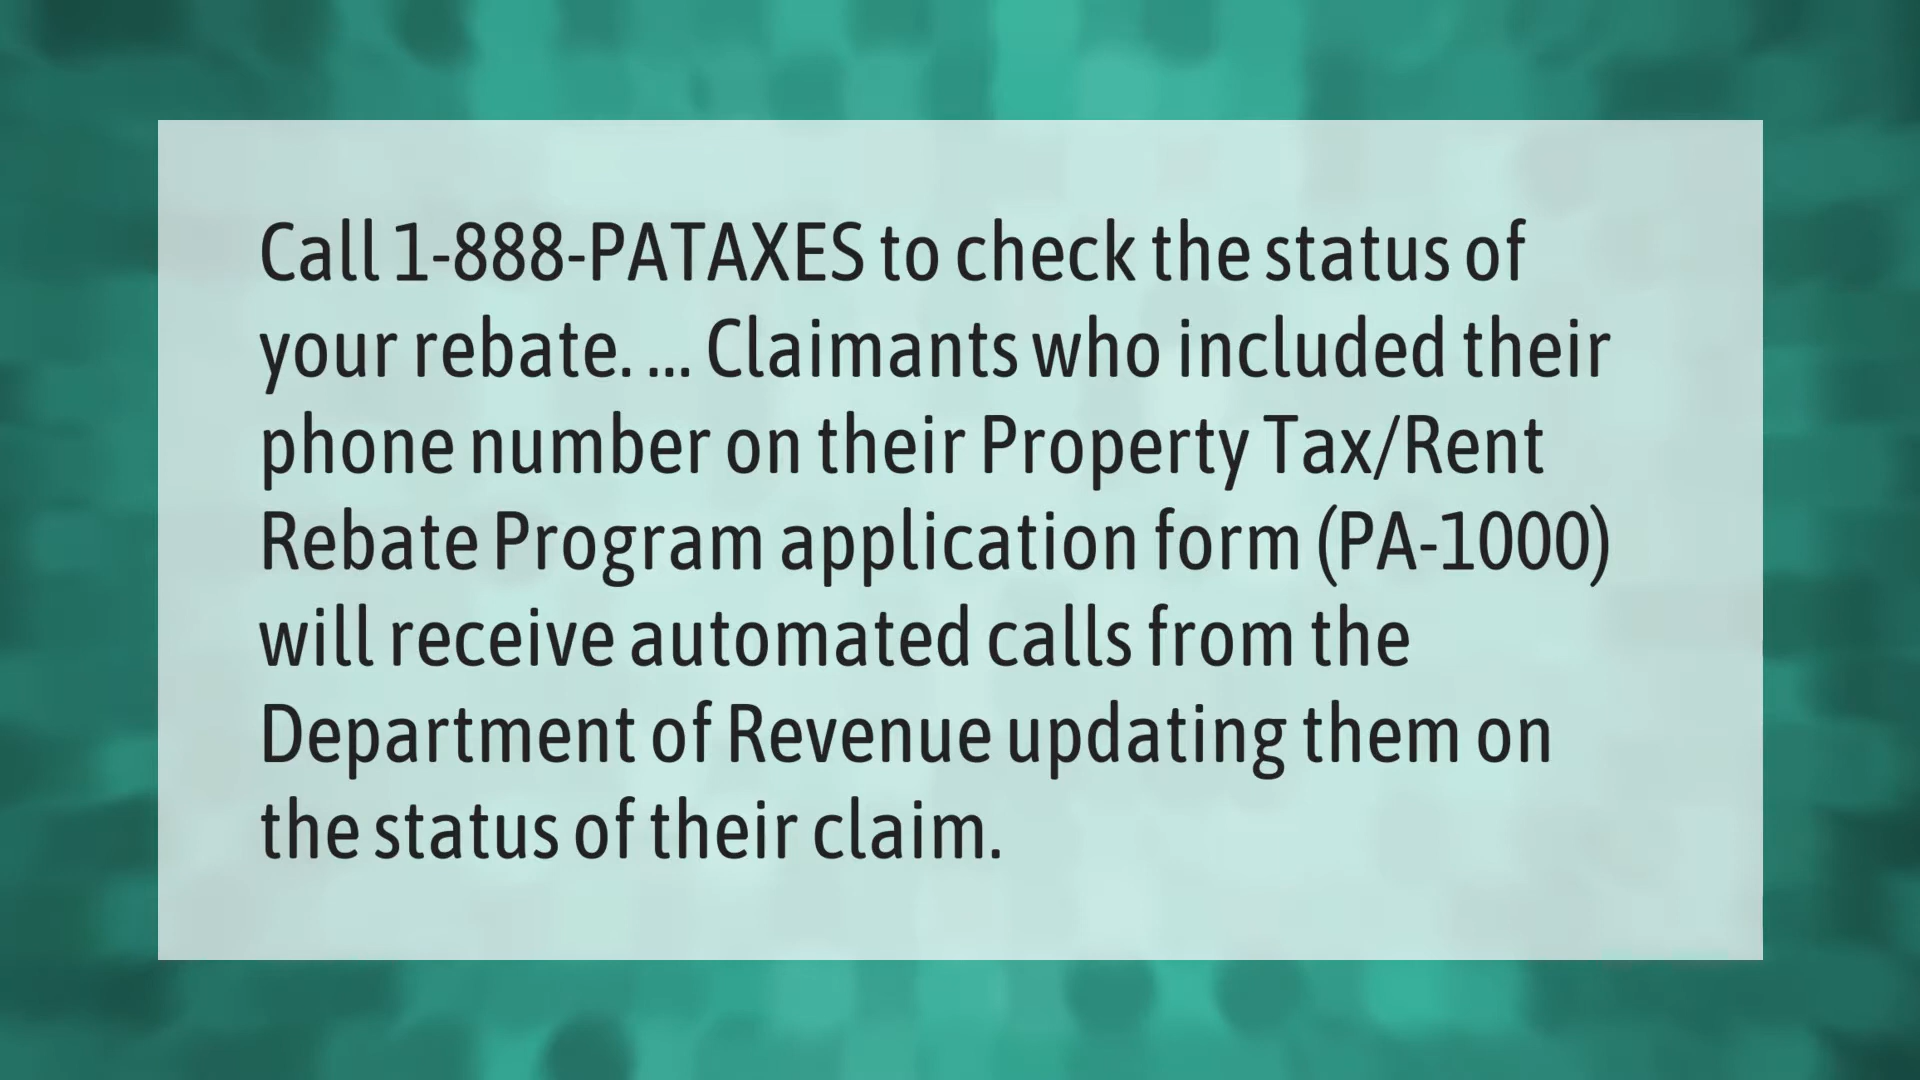 Call 1-888-PATAXES to check the status of
your rebate. ... Claimants who included their
phone number on their Property Tax/Rent
Rebate Program application form (PA-1000)
will receive automated calls from the
Department of Revenue updating them on
the status of their claim.